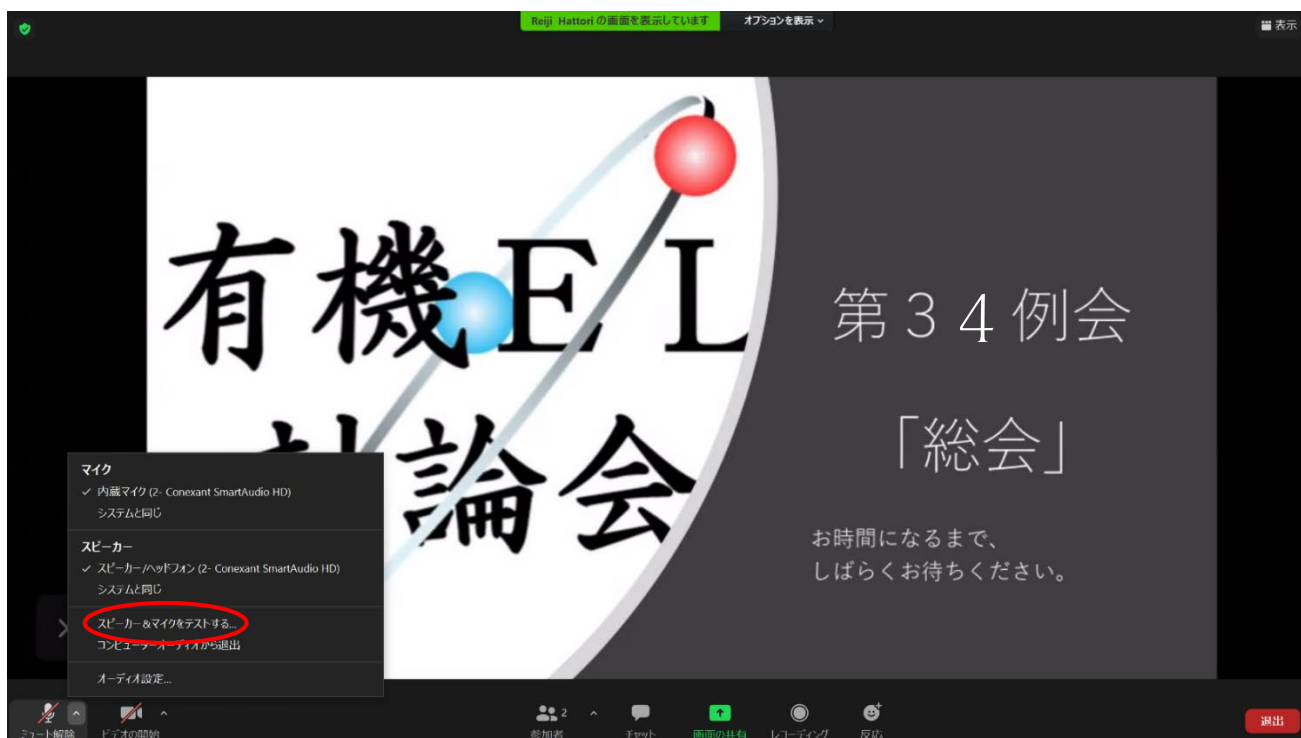 Reiji Hattori の画面を表示しています
オプションを表示
表示
有機EL
討論会
第３４例会
「総会」
お時間になるまで、
しばらくお待ちください。
マイク
内蔵マイク (2- Conexant SmartAudio HD)
システムと同じ
スピーカー
スピーカー/ヘッドフォン (2- Conexant SmartAudio HD)
システムと同じ
スピーカー&マイクをテストする...
コンピューターオーディオから退出
オーディオ設定...
ミュート解除
ビデオの開始
参加者
2
チャット
画面の共有
レコーディング
反応
退出